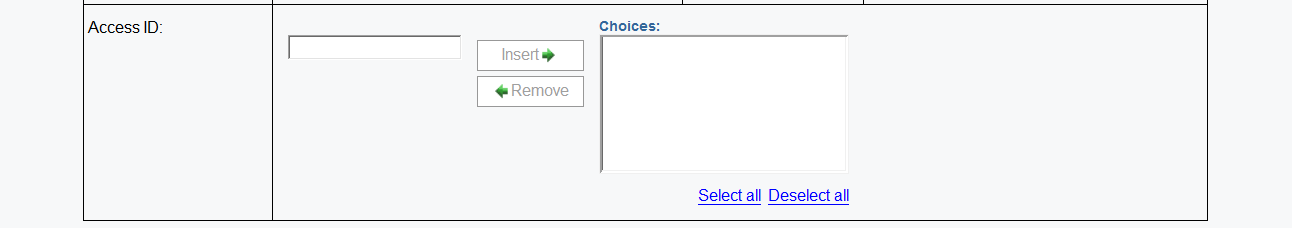 Access ID:
Choices:
Insert
Remove
Select all Deselect all